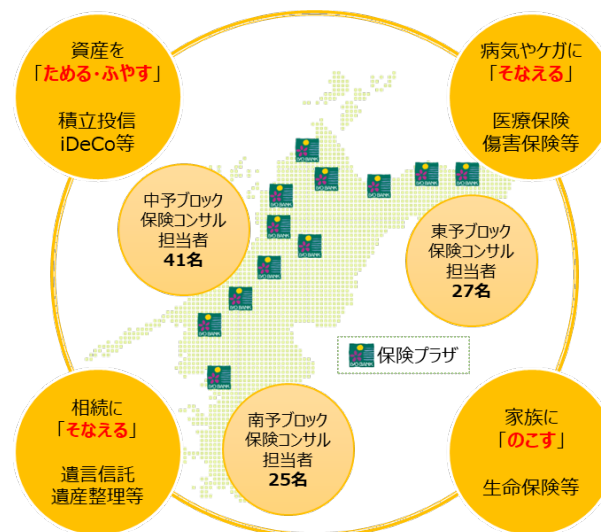 資産を
「ためる・ふやす」
積立投信
iDeCo等
病気やケガに
「そなえる」
医療保険
傷害保険等
中予ブロック
保険コンサル
担当者
41名
東予ブロック
保険コンサル
担当者
27名
保険プラザ
相続に
「そなえる」
遺言信託
遺産整理等
南予ブロック
保険コンサル
担当者
25名
家族に
「のこす」
生命保険等